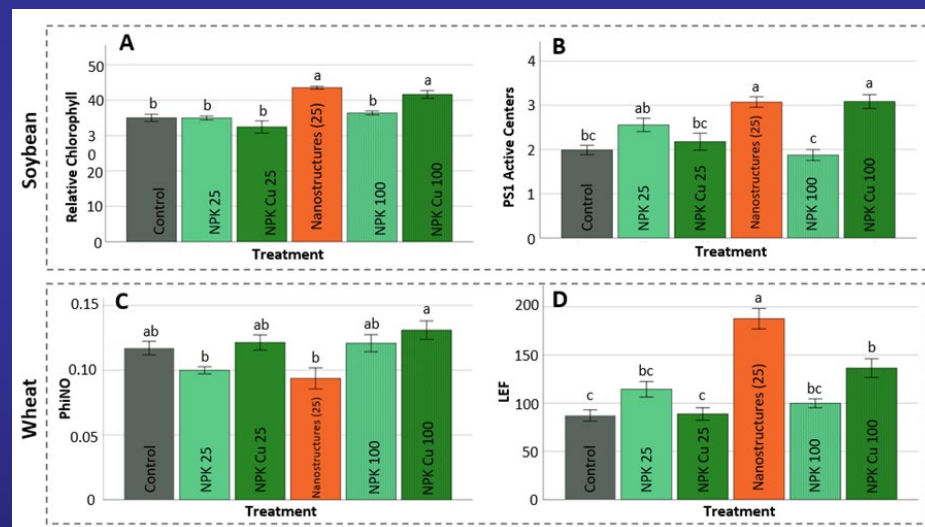 Soybean
A
Relative Chlorophyll
50
40
3
0
20
10
0
b
b
b
a
b
a
Control
NPK 25
NPK Cu 25
Nanostructures (25)
NPK 100
NPK Cu 100
Treatment
B
PS1 Active Centers
4
3
2
1
0
bc
ab
bc
a
c
a
Control
NPK 25
NPK Cu 25
Nanostructures (25)
NPK 100
NPK Cu 100
Treatment
Wheat
C
PhiNO
0.15
0.10
0.05
0
ab
b
ab
b
ab
a
Control
NPK 25
NPK Cu 25
Nanostructures (25)
NPK 100
NPK Cu 100
Treatment
D
LEF
200
150
100
50
0
c
bc
c
a
bc
b
Control
NPK 25
NPK Cu 25
Nanostructures (25)
NPK 100
NPK Cu 100
Treatment